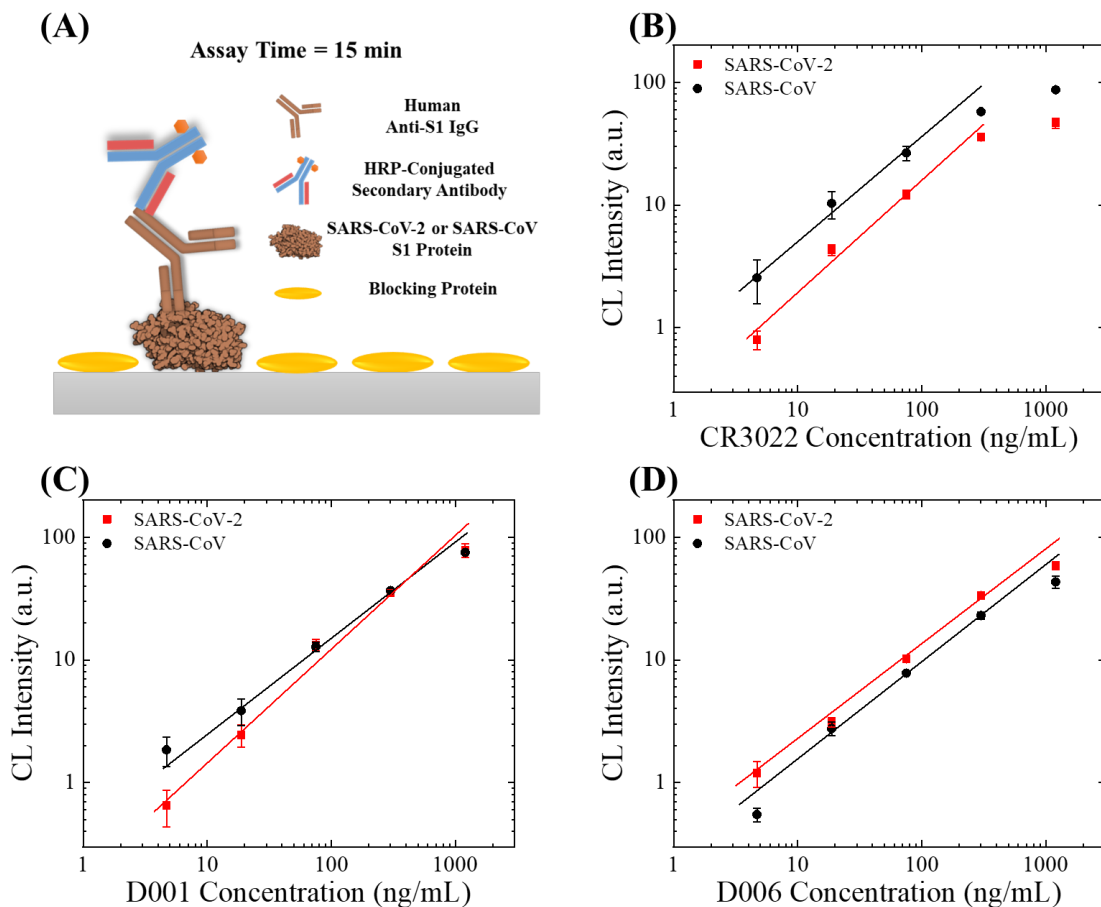 (A)
Assay Time = 15 min
Human
Anti-S1 IgG
HRP-Conjugated
Secondary Antibody
SARS-CoV-2 or SARS-CoV
S1 Protein
Blocking Protein
(B)
SARS-CoV-2
SARS-CoV
100
10
1
CL Intensity (a.u.)
1 10 100 1000
CR3022 Concentration (ng/mL)
(C)
SARS-CoV-2
SARS-CoV
100
10
1
CL Intensity (a.u.)
1 10 100 1000
D001 Concentration (ng/mL)
(D)
SARS-CoV-2
SARS-CoV
100
10
1
CL Intensity (a.u.)
1 10 100 1000
D006 Concentration (ng/mL)